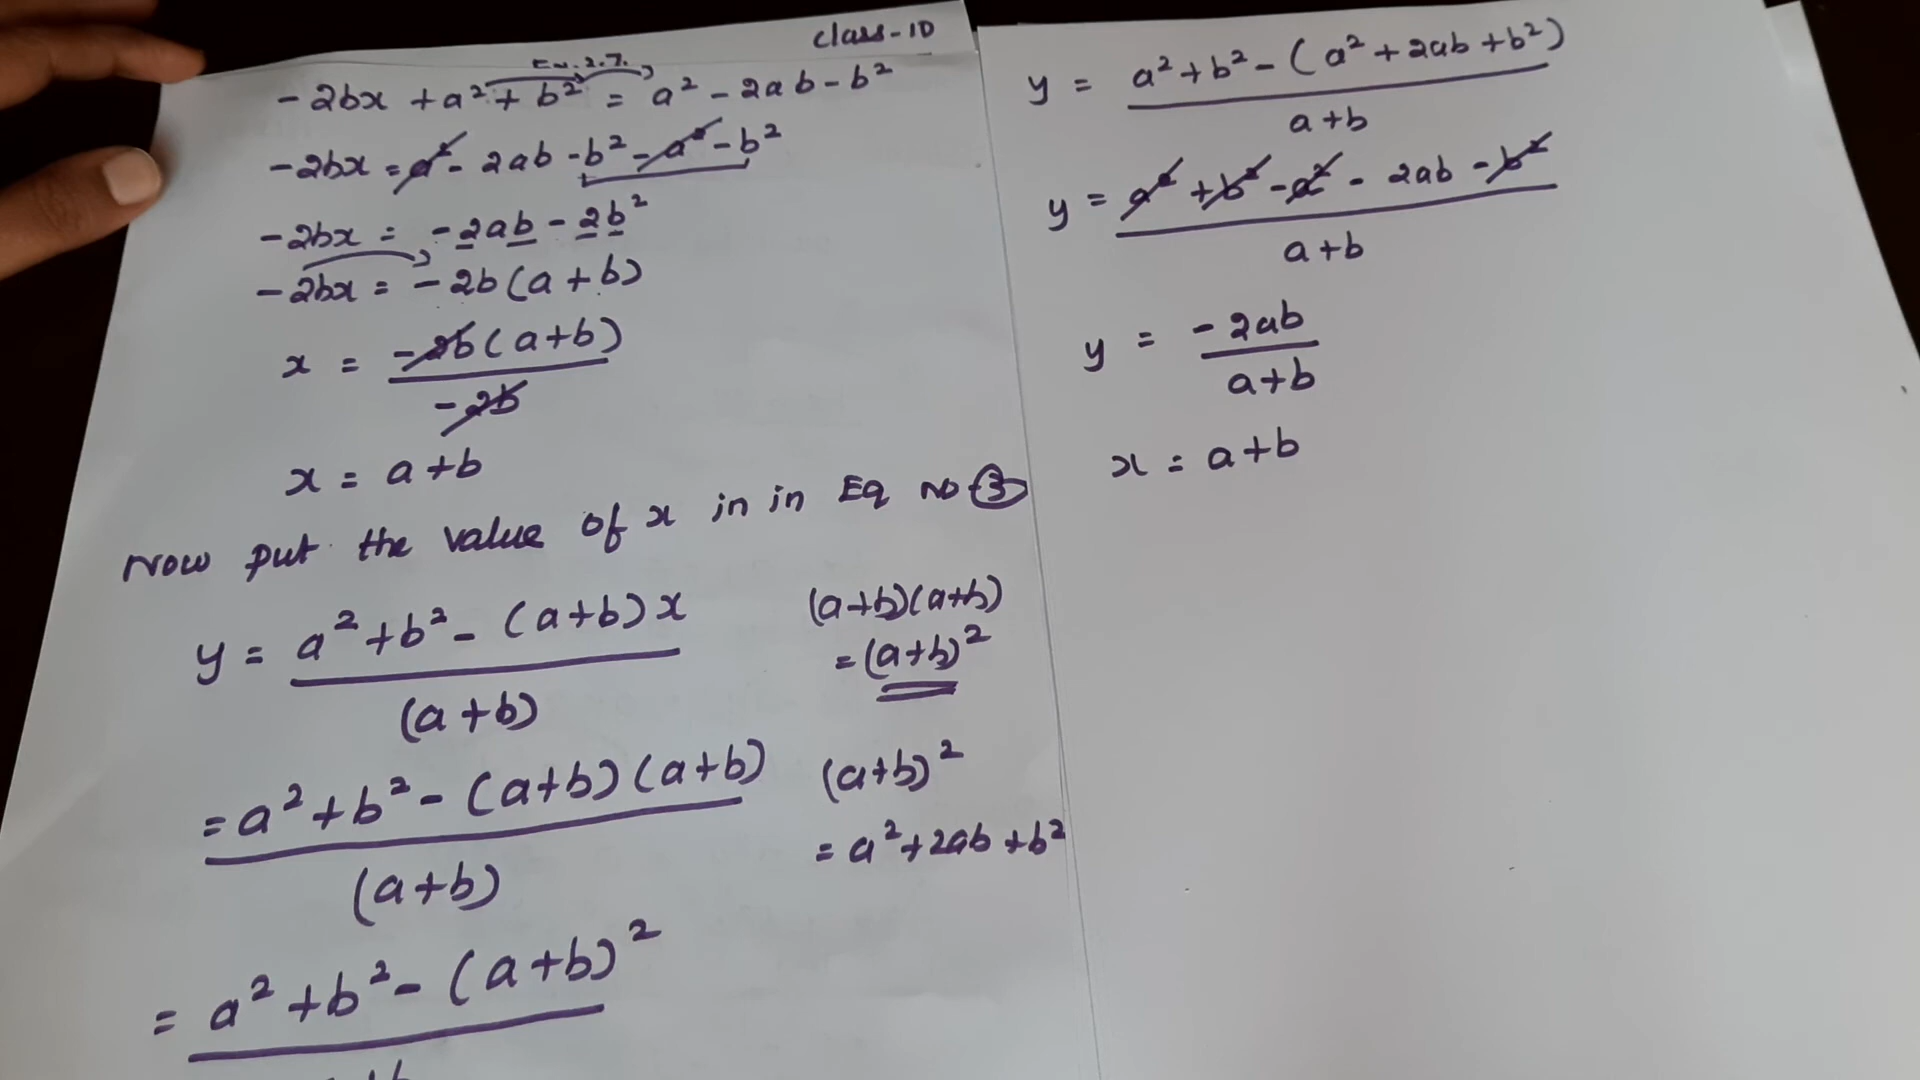 Class-10
Ex. 2.7.
-2bx + a² + b² = a² - 2ab - b²
-2bx = a² - 2ab - b² - a² - b²
-2bx = -2ab - 2b²
-2bx = -2b(a+b)
x = -2b(a+b)
-2b
x = a+b
Now put the value of x in in Eq no ③
y = a²+b²-(a+b)x
(a+b)
(a+b)(a+b)
=(a+b)²
= a²+b²-(a+b)(a+b)
(a+b)
(a+b)²
= a²+2ab+b²
= a²+b²-(a+b)²
y = a²+b²-(a²+2ab+b²)
a+b
y = a²+b²-a²-2ab-b²
a+b
y = -2ab
a+b
x = a+b